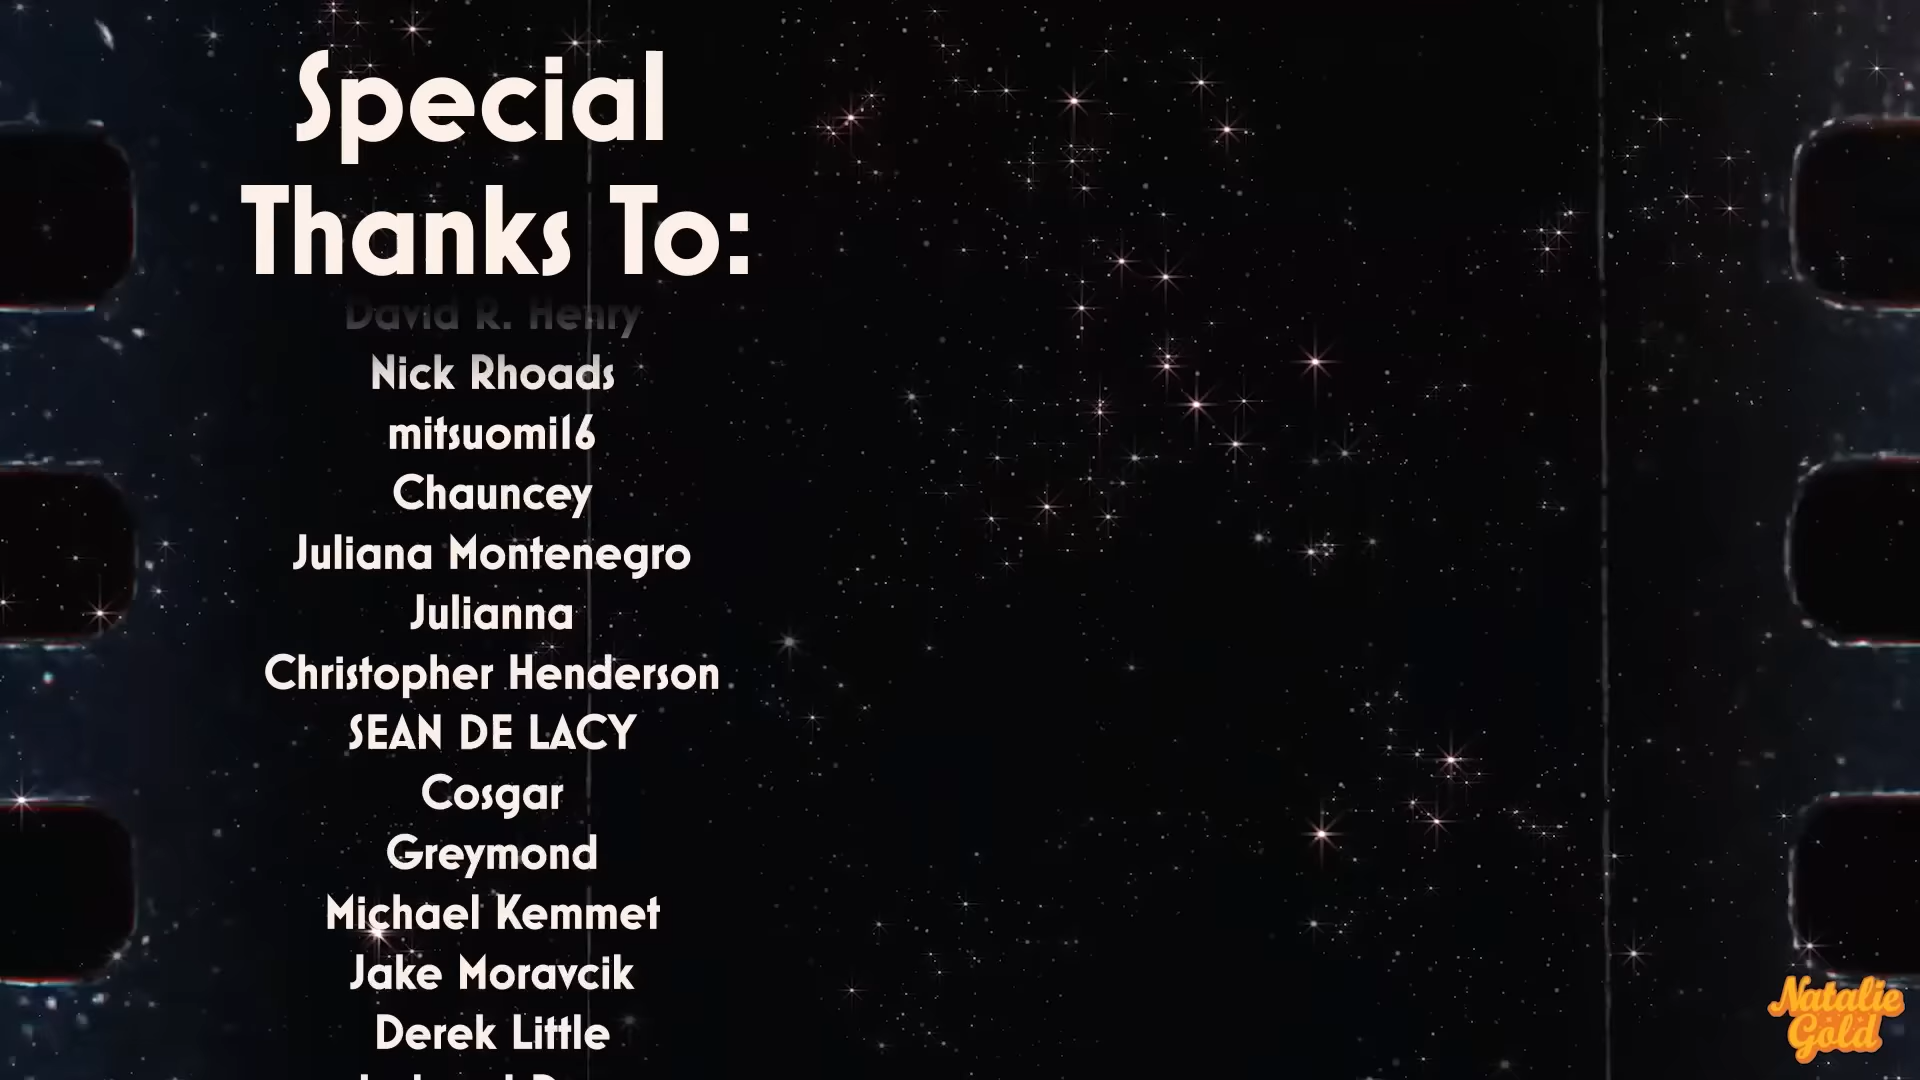 Special
Thanks To:
David R. Henry
Nick Rhoads
mitsuomi16
Chauncey
Juliana Montenegro
Julianna
Christopher Henderson
SEAN DE LACY
Cosgar
Greymond
Michael Kemmet
Jake Moravcik
Derek Little
Natalie
Gold